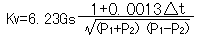 Kv=6.23Gs 1+0.0013△t / √(P1+P2) (P1-P2)